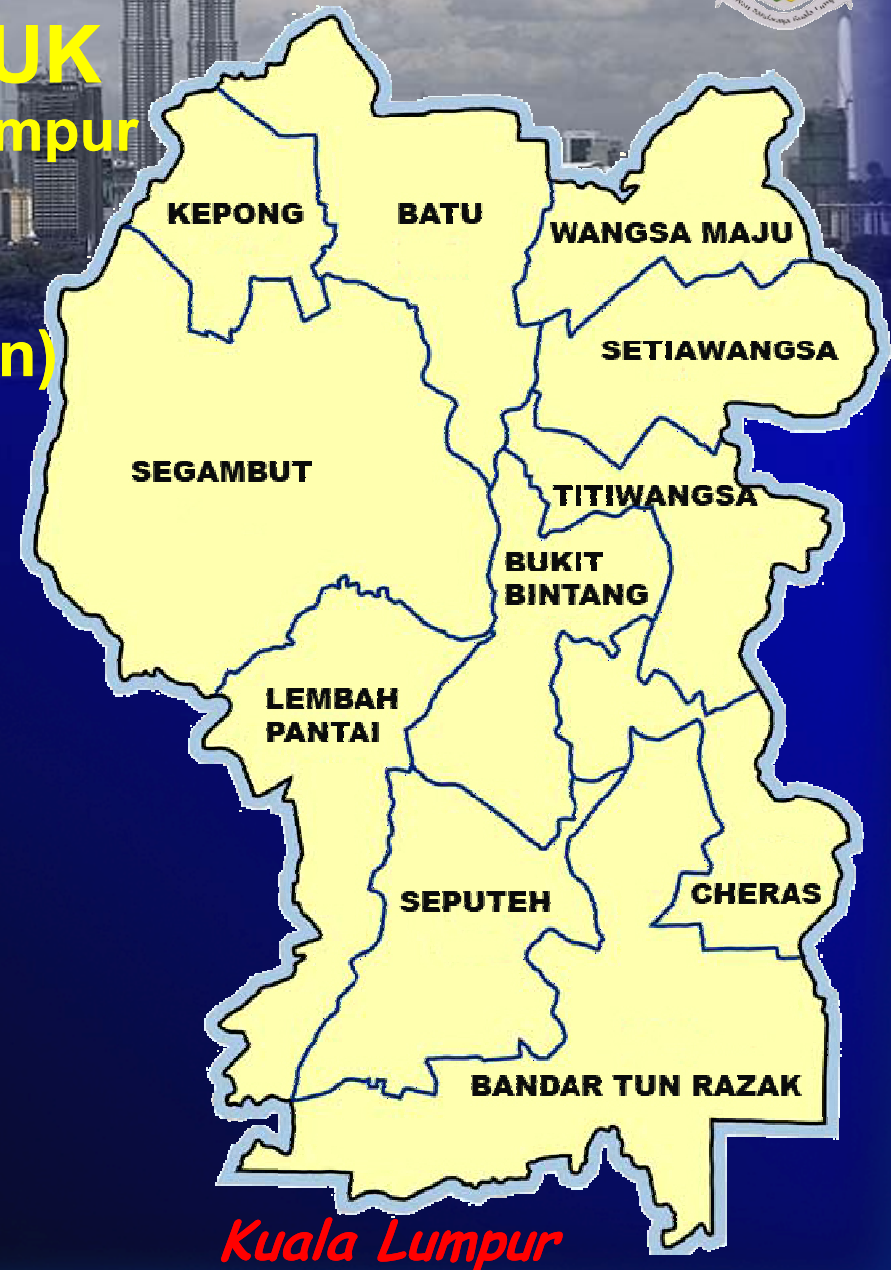 UK
mpur
n)
KEPONG
BATU
WANGSA MAJU
SETIAWANGSA
SEGAMBUT
TITIWANGSA
BUKIT
BINTANG
LEMBAH
PANTAI
SEPUTEH
CHERAS
BANDAR TUN RAZAK
Kuala Lumpur